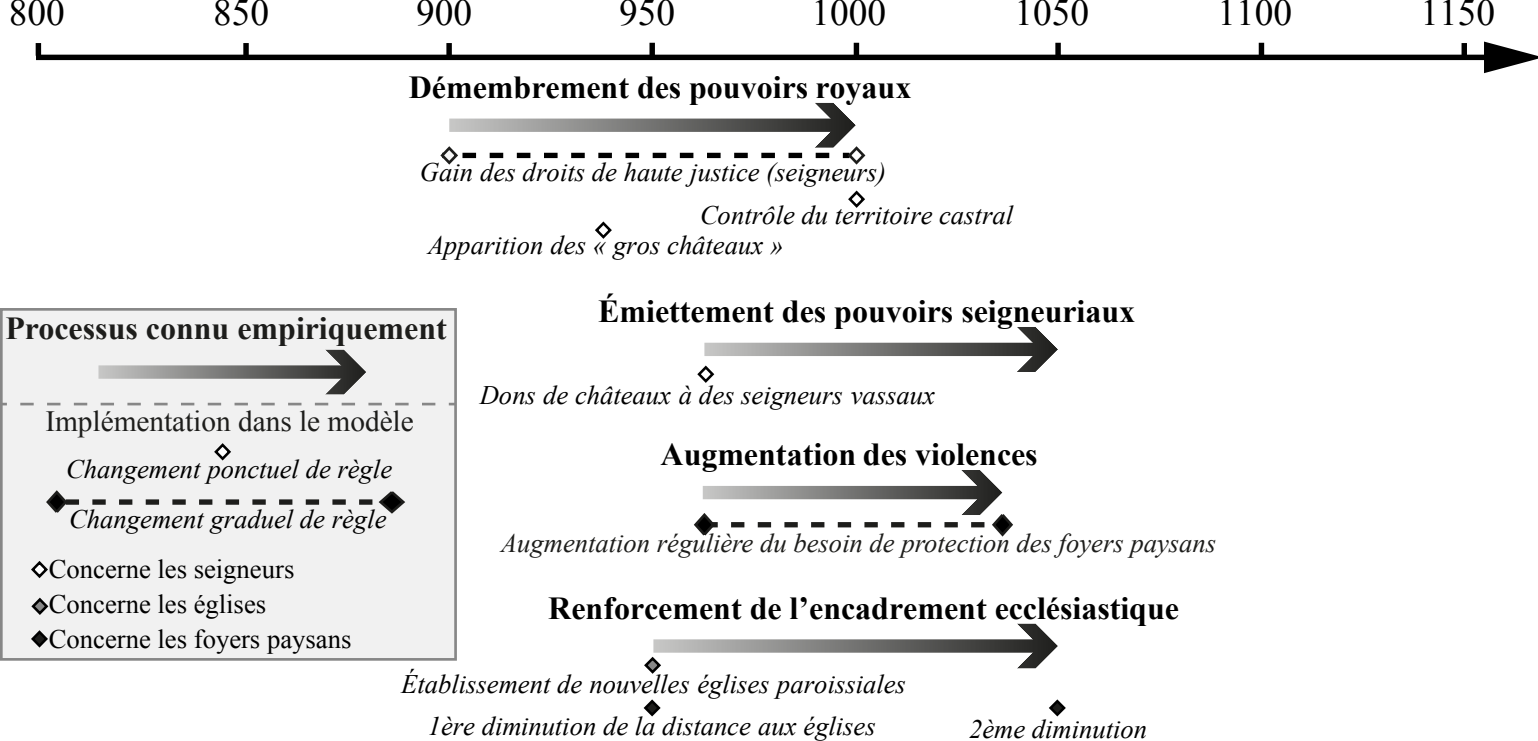 800 850 900 950 1000 1050 1100 1150
Démembrement des pouvoirs royaux
Gain des droits de haute justice (seigneurs)
Contrôle du territoire castral
Apparition des « gros châteaux »
Émiettement des pouvoirs seigneuriaux
Dons de châteaux à des seigneurs vassaux
Augmentation des violences
Augmentation régulière du besoin de protection des foyers paysans
Renforcement de l’encadrement ecclésiastique
Établissement de nouvelles églises paroissiales
1ère diminution de la distance aux églises
2ème diminution
Processus connu empiriquement
Implémentation dans le modèle
Changement ponctuel de règle
Changement graduel de règle
Concerne les seigneurs
Concerne les églises
Concerne les foyers paysans